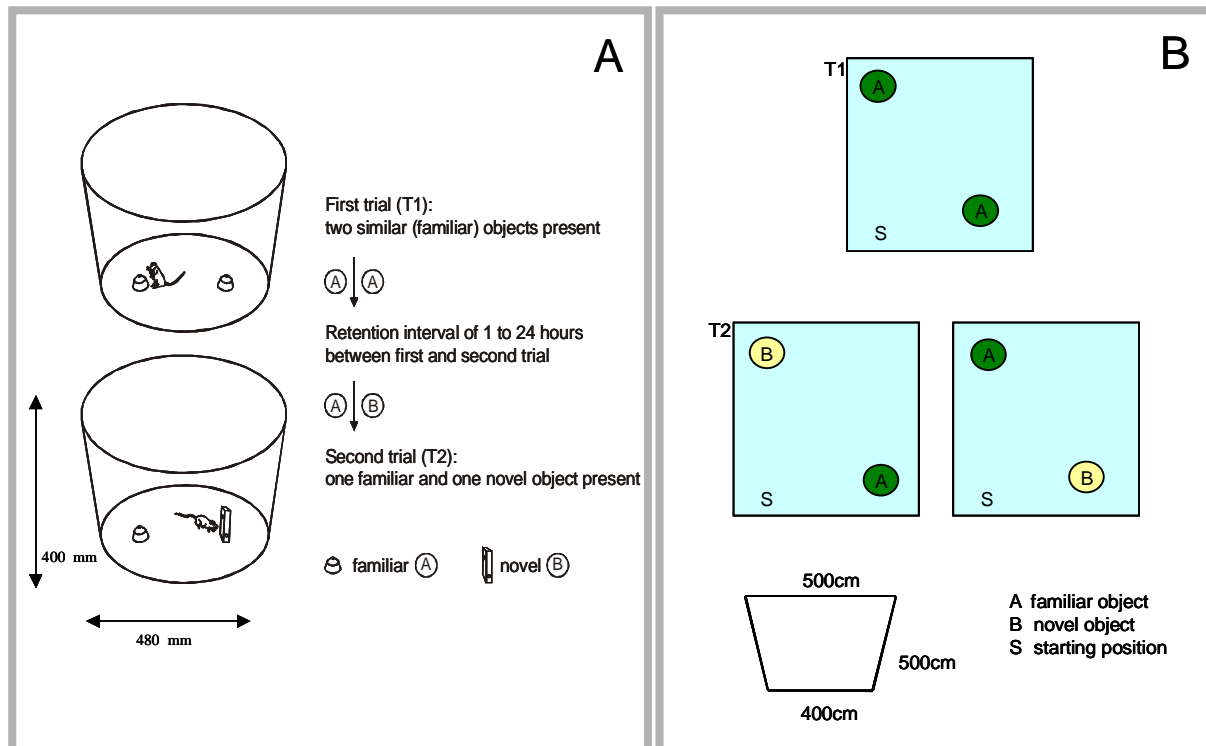 A
First trial (T1):
two similar (familiar) objects present
A A
Retention interval of 1 to 24 hours
between first and second trial
A B
Second trial (T2):
one familiar and one novel object present
400 mm
familiar A novel B
480 mm
B
T1
A
A
S
T2
B
A
S
A
B
S
500cm
500cm
400cm
A familiar object
B novel object
S starting position